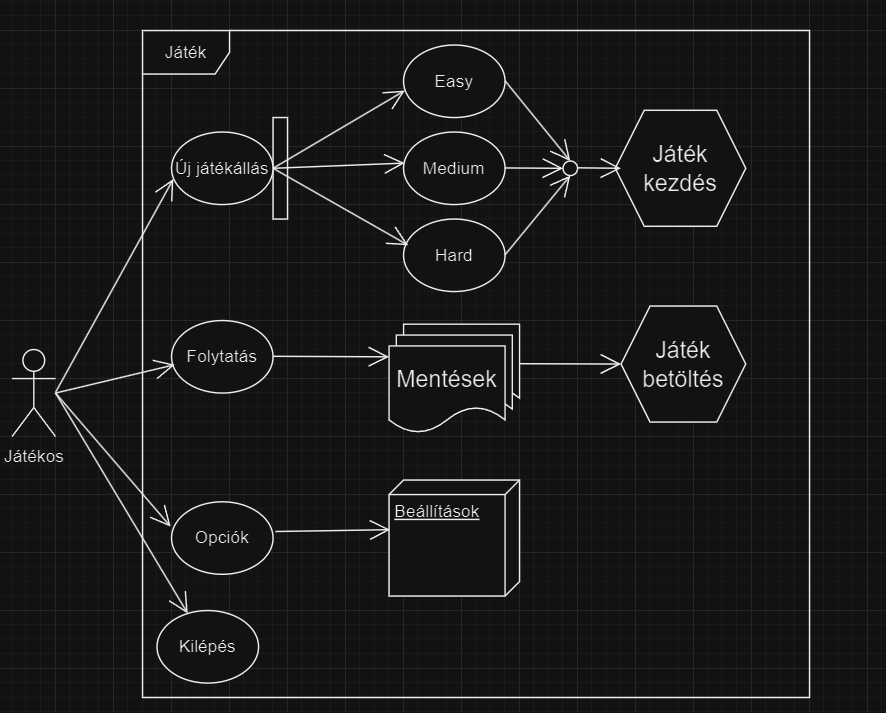 Játék
Easy
Új játékállás
Medium
Játék
kezdés
Hard
Folytatás
Mentések
Játék
betöltés
Játékos
Beállítások
Opciók
Kilépés